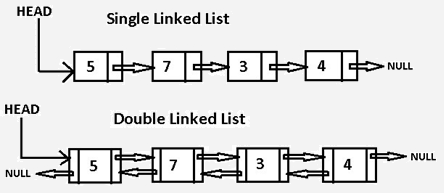 HEAD
Single Linked List
5 7 3 4 NULL
HEAD
Double Linked List
NULL
5 7 3 4
NULL